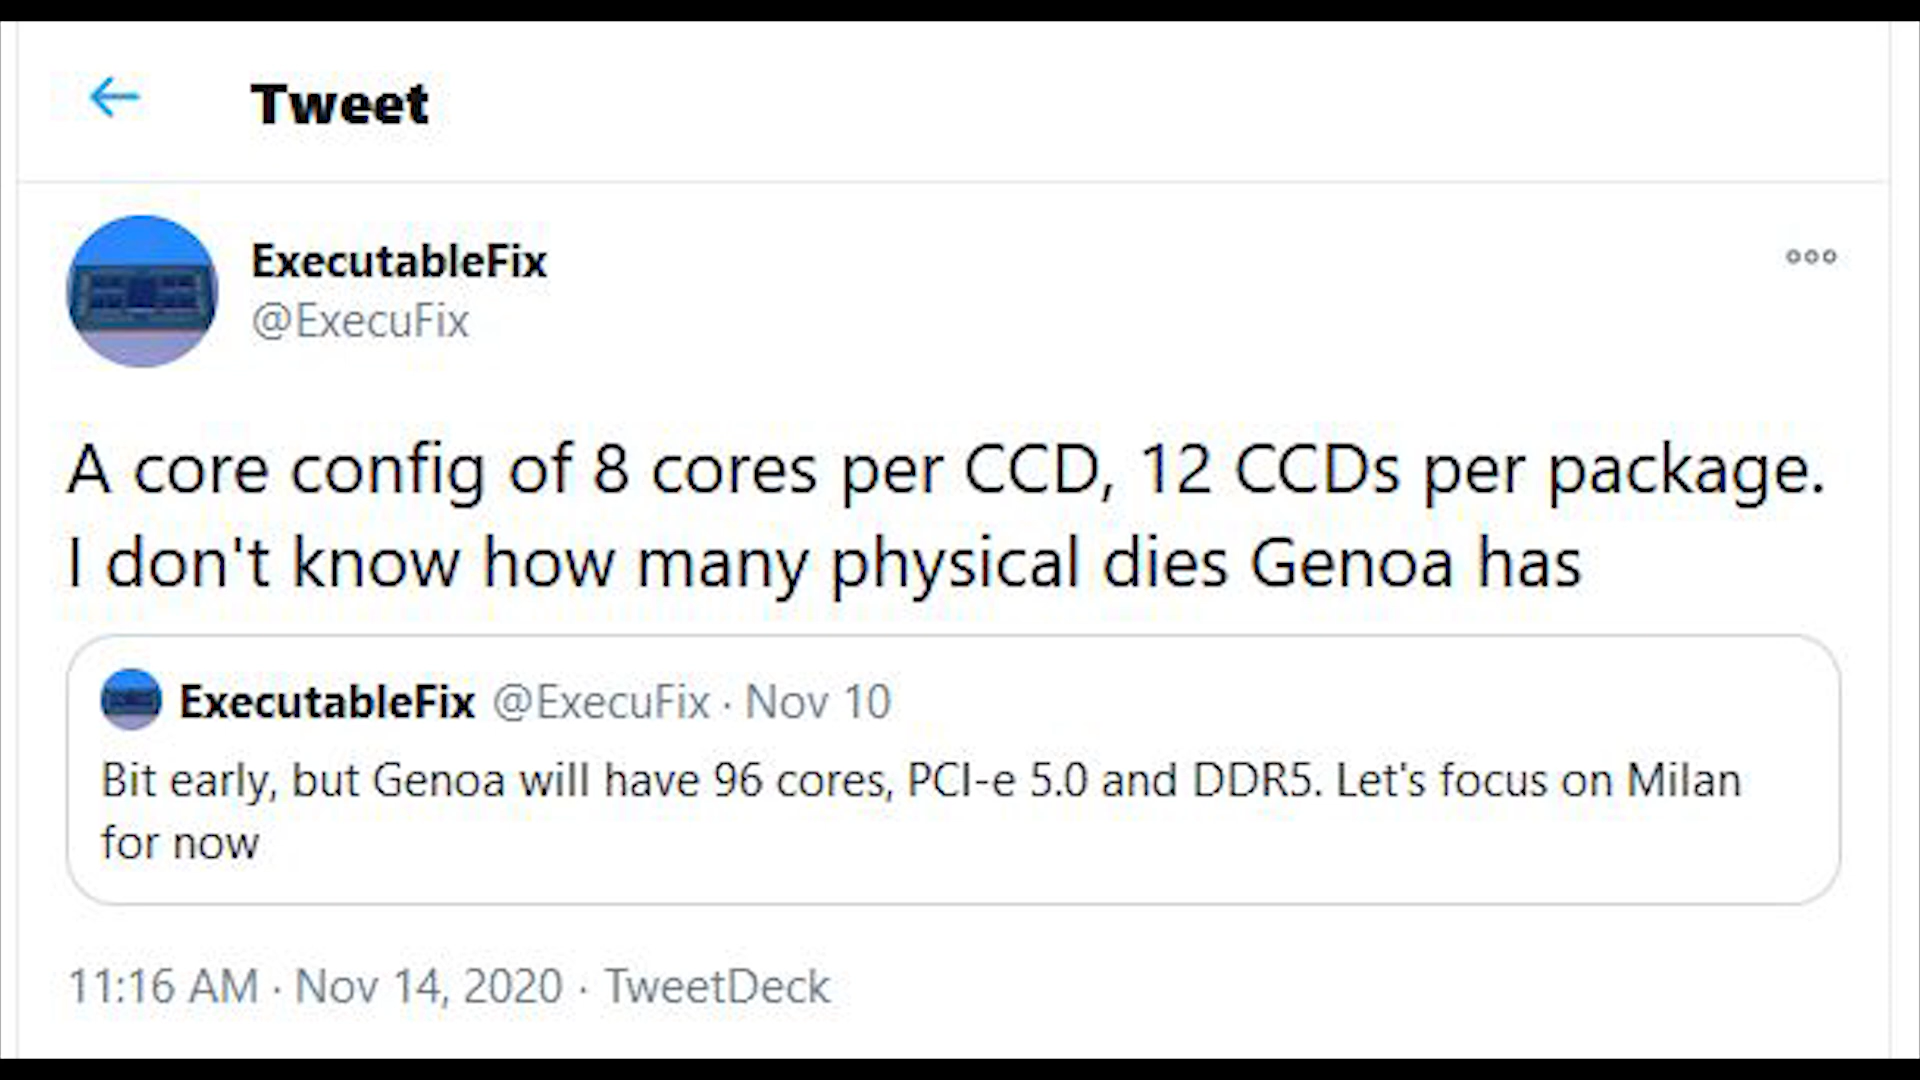 Tweet
ExecutableFix
@ExecuFix
A core config of 8 cores per CCD, 12 CCDs per package.
I don't know how many physical dies Genoa has
ExecutableFix @ExecuFix · Nov 10
Bit early, but Genoa will have 96 cores, PCI-e 5.0 and DDR5. Let's focus on Milan
for now
11:16 AM · Nov 14, 2020 · TweetDeck